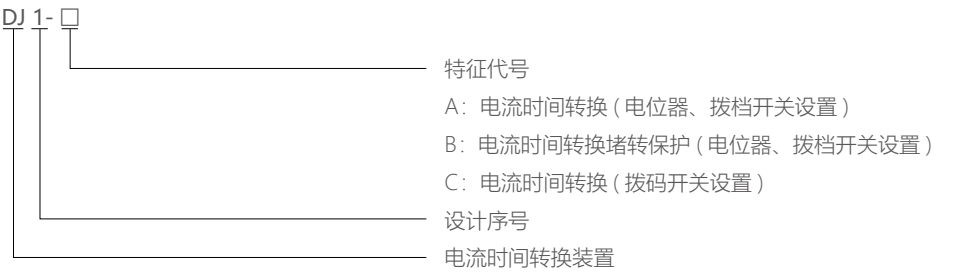 DJ 1- □
特征代号
A: 电流时间转换 ( 电位器、拨档开关设置 )
B: 电流时间转换堵转保护 ( 电位器、拨档开关设置 )
C: 电流时间转换 ( 拨码开关设置 )
设计序号
电流时间转换装置